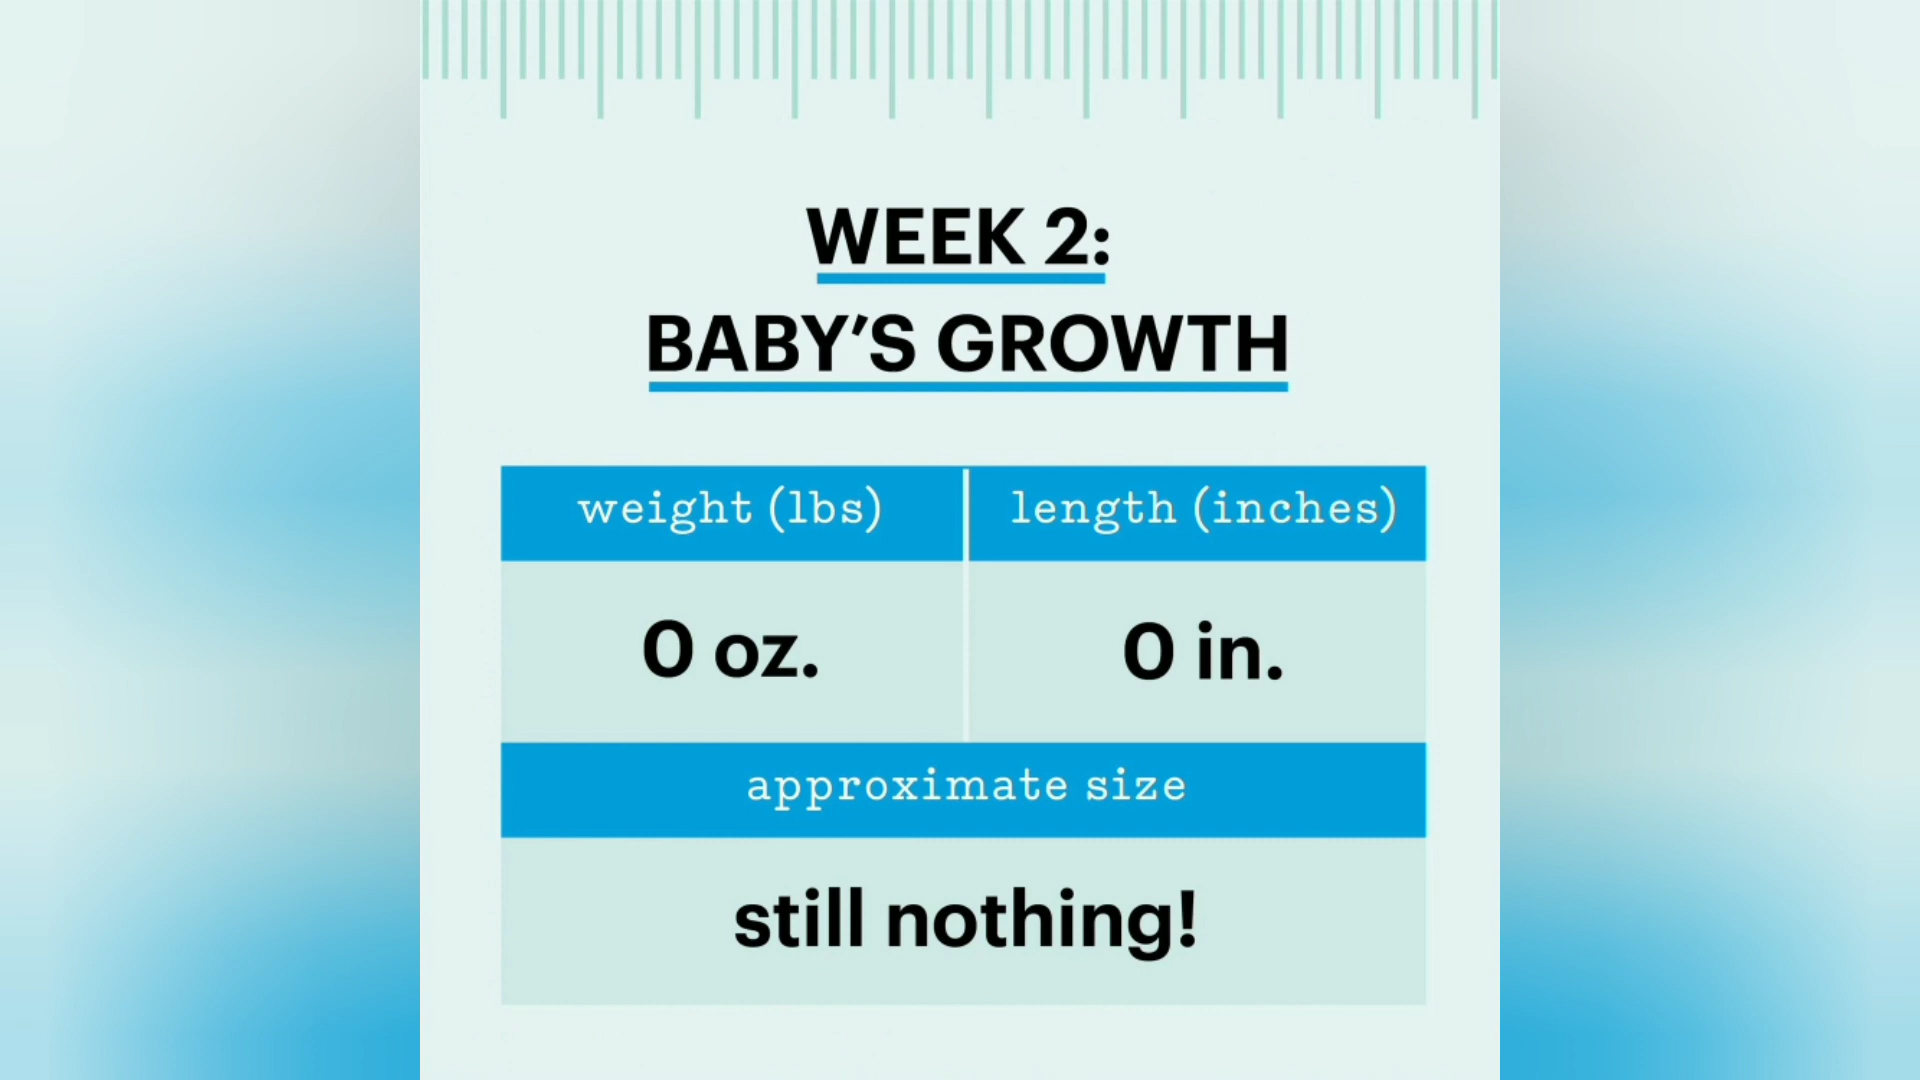 WEEK 2:
BABY’S GROWTH
weight (lbs)
length (inches)
0 oz.
0 in.
approximate size
still nothing!